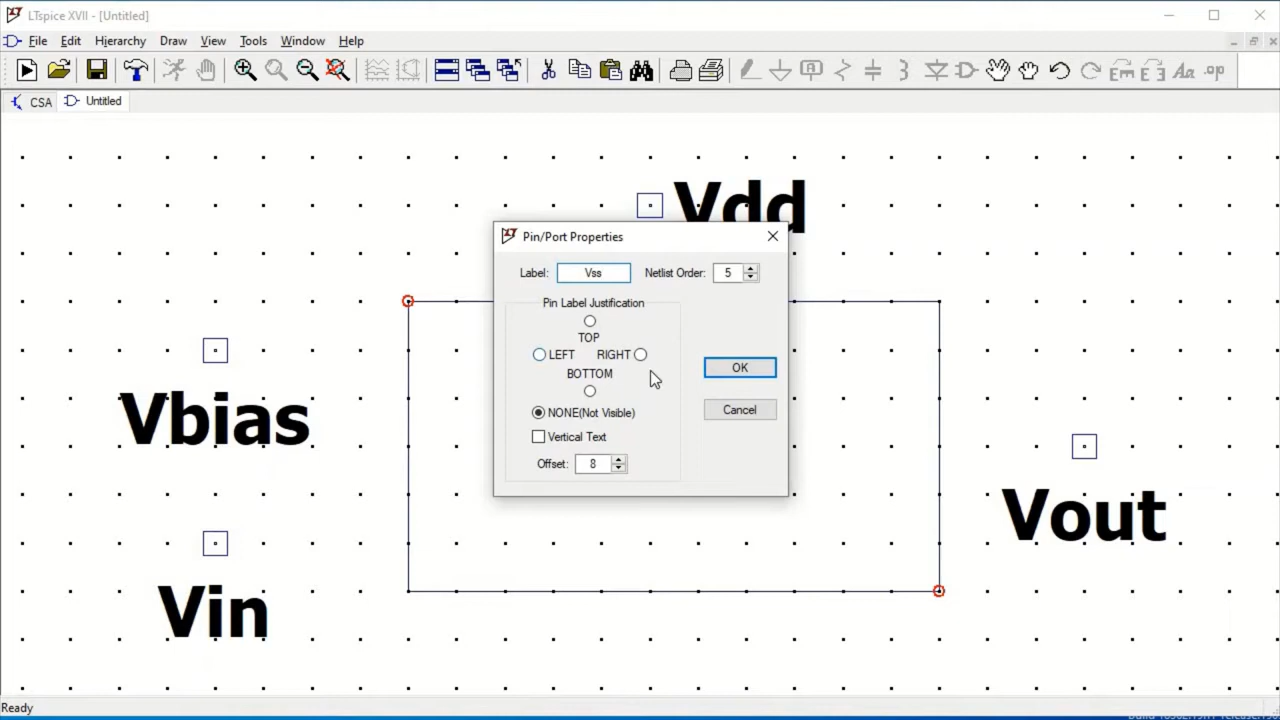 LTspice XVII - [Untitled]
File Edit Hierarchy Draw View Tools Window Help
CSA Untitled
Vdd
Pin/Port Properties
Label: Vss Netlist Order: 5
Pin Label Justification
TOP
LEFT RIGHT
BOTTOM
NONE(Not Visible)
Vertical Text
Offset: 8
OK
Cancel
Vbias
Vin
Vout
Ready